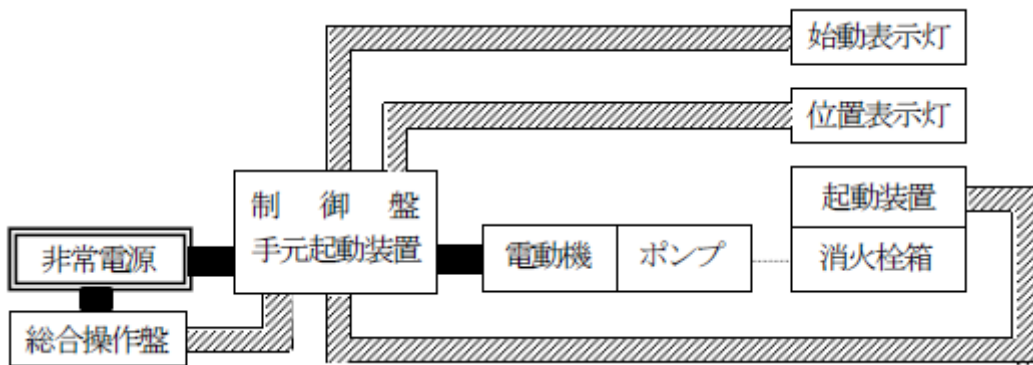 始動表示灯
位置表示灯
制御盤
手元起動装置
起動装置
非常電源
電動機
ポンプ
消火栓箱
総合操作盤